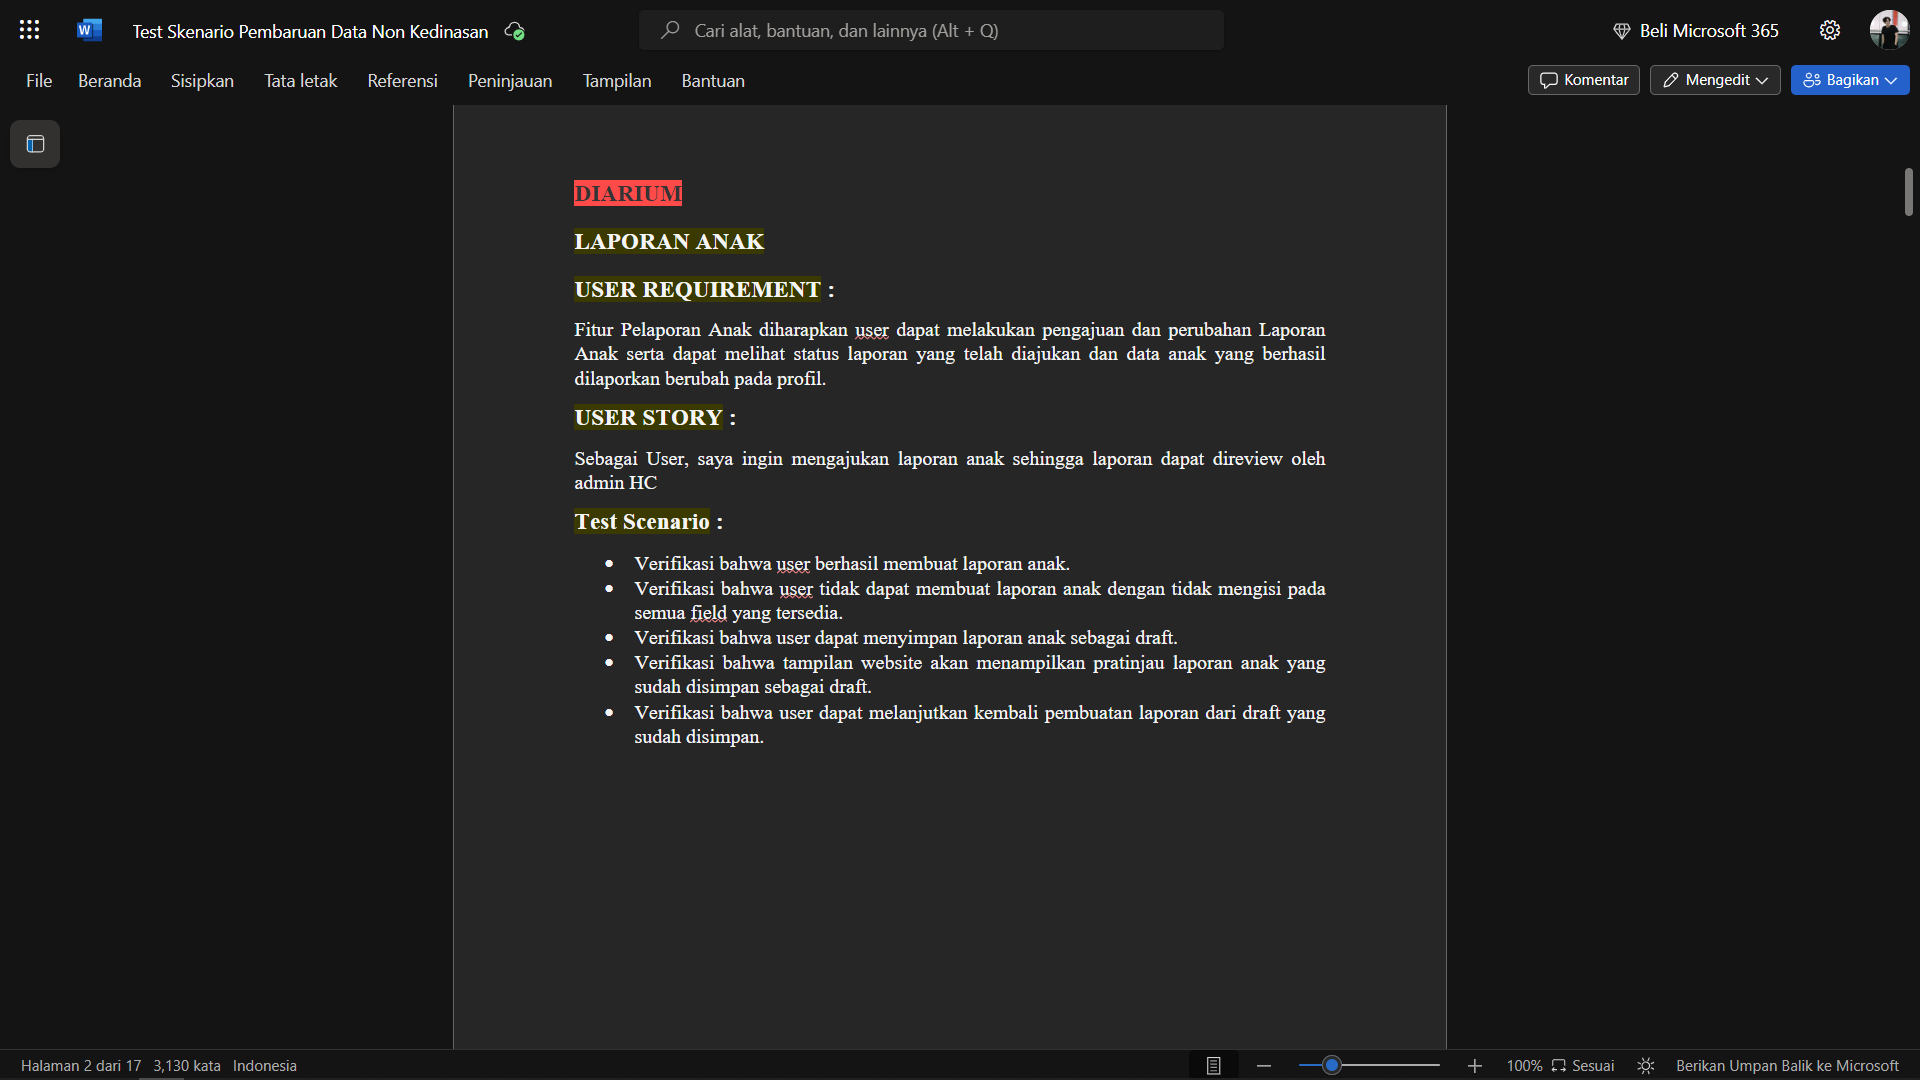 Test Skenario Pembaruan Data Non Kedinasan
Cari alat, bantuan, dan lainnya (Alt + Q)
Beli Microsoft 365
File Beranda Sisipkan Tata letak Referensi Peninjauan Tampilan Bantuan
Komentar Mengedit Bagikan
DIARIUM
LAPORAN ANAK
USER REQUIREMENT :
Fitur Pelaporan Anak diharapkan user dapat melakukan pengajuan dan perubahan Laporan
Anak serta dapat melihat status laporan yang telah diajukan dan data anak yang berhasil
dilaporkan berubah pada profil.
USER STORY :
Sebagai User, saya ingin mengajukan laporan anak sehingga laporan dapat direview oleh
admin HC
Test Scenario :
• Verifikasi bahwa user berhasil membuat laporan anak.
• Verifikasi bahwa user tidak dapat membuat laporan anak dengan tidak mengisi pada
semua field yang tersedia.
• Verifikasi bahwa user dapat menyimpan laporan anak sebagai draft.
• Verifikasi bahwa tampilan website akan menampilkan pratinjau laporan anak yang
sudah disimpan sebagai draft.
• Verifikasi bahwa user dapat melanjutkan kembali pembuatan laporan dari draft yang
sudah disimpan.
Halaman 2 dari 17 3,130 kata Indonesia
100% Sesuai Berikan Umpan Balik ke Microsoft